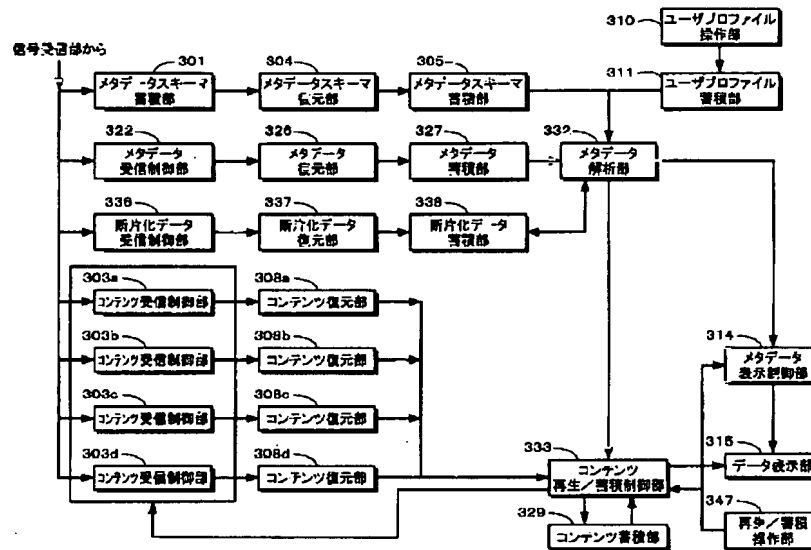 310
ユーザプロファイル
操作部
信号受信部から
301
メタデータスキーマ
蓄積部
304
メタデータスキーマ
復元部
305
メタデータスキーマ
蓄積部
311
ユーザプロファイル
蓄積部
322
メタデータ
受信制御部
326
メタデータ
復元部
327
メタデータ
蓄積部
332
メタデータ
解析部
336
断片化データ
受信制御部
337
断片化データ
復元部
338
断片化データ
蓄積部
303a
コンテンツ受信制御部
308a
コンテンツ復元部
303b
コンテンツ受信制御部
308b
コンテンツ復元部
314
メタデータ
表示制御部
303c
コンテンツ受信制御部
308c
コンテンツ復元部
303d
コンテンツ受信制御部
308d
コンテンツ復元部
333
コンテンツ
再生/蓄積制御部
315
データ表示部
329
コンテンツ蓄積部
347
再生/蓄積
操作部